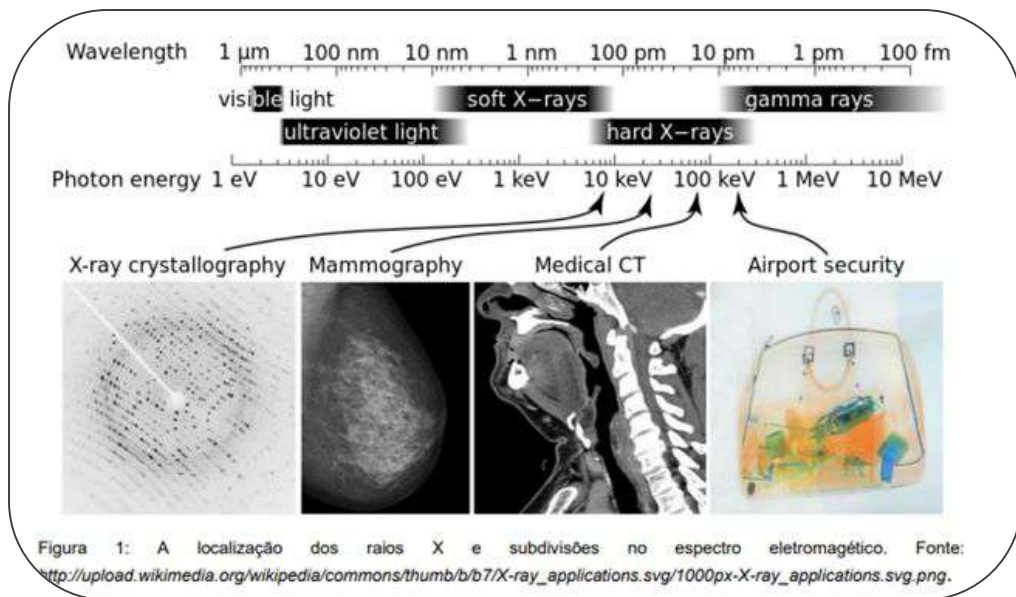 Wavelength 1 µm 100 nm 10 nm 1 nm 100 pm 10 pm 1 pm 100 fm
visible light soft X−rays gamma rays
ultraviolet light hard X−rays
Photon energy 1 eV 10 eV 100 eV 1 keV 10 keV 100 keV 1 MeV 10 MeV
X-ray crystallography Mammography Medical CT Airport security
Figura 1: A localização dos raios X e subdivisões no espectro eletromagético. Fonte:
http://upload.wikimedia.org/wikipedia/commons/thumb/b/b7/X-ray_applications.svg/1000px-X-ray_applications.svg.png.